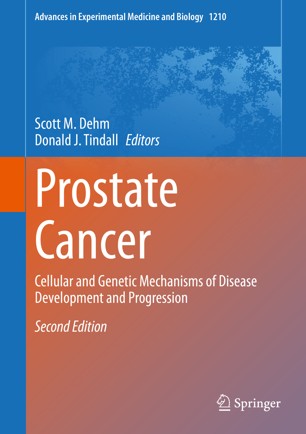 Advances in Experimental Medicine and Biology 1210
Scott M. Dehm
Donald J. Tindall Editors
Prostate
Cancer
Cellular and Genetic Mechanisms of Disease
Development and Progression
Second Edition
Springer